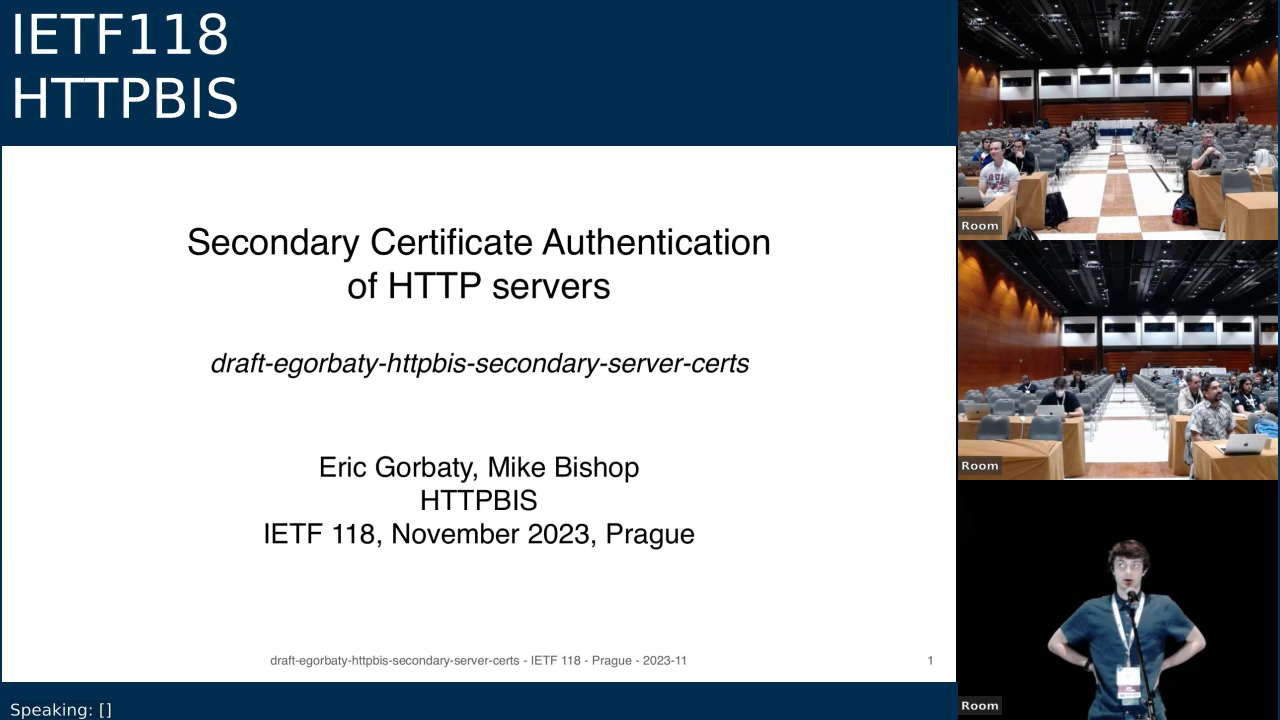 IETF118
HTTPBIS
Secondary Certificate Authentication
of HTTP servers
draft-egorbaty-httpbis-secondary-server-certs
Eric Gorbaty, Mike Bishop
HTTPBIS
IETF 118, November 2023, Prague
draft-egorbaty-httpbis-secondary-server-certs - IETF 118 - Prague - 2023-11
1
Speaking: []
Room
Room
Room